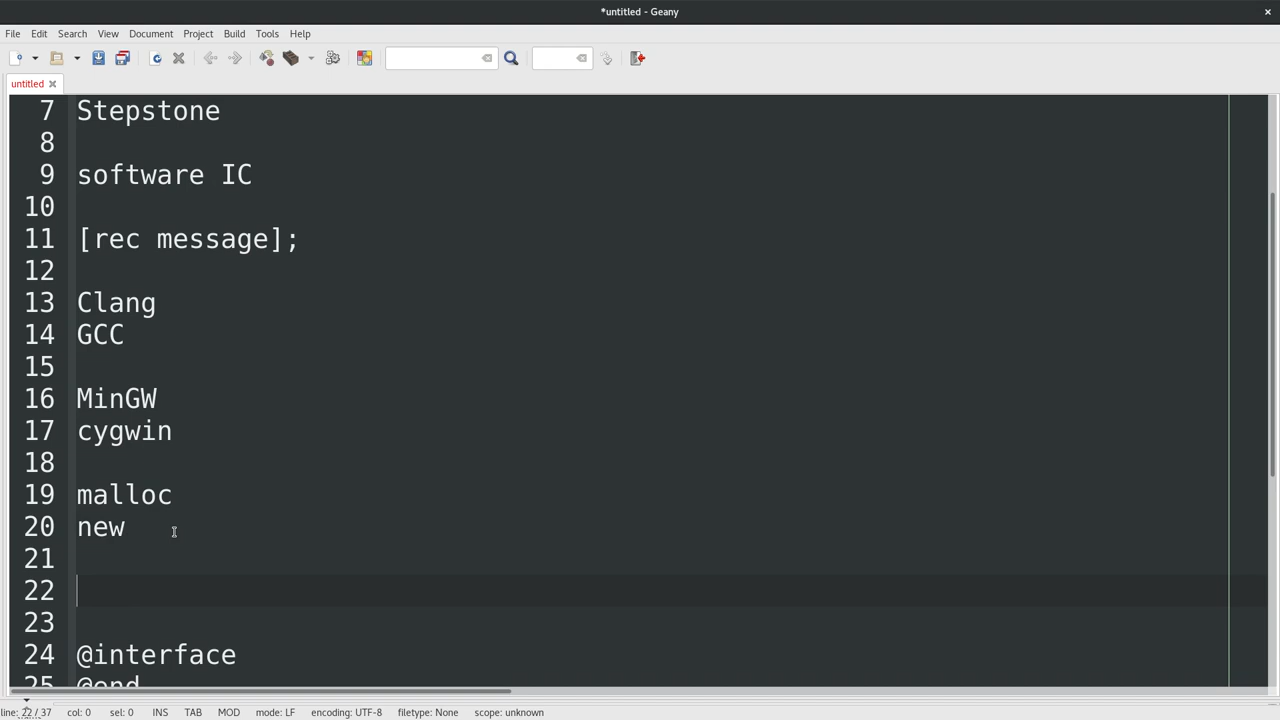 *untitled - Geany
×
File Edit Search View Document Project Build Tools Help
untitled
7 Stepstone
8
9 software IC
10
11 [rec message];
12
13 Clang
14 GCC
15
16 MinGW
17 cygwin
18
19 malloc
20 new
21
22
23
24 @interface
25 @end
line: 22 / 37 col: 0 sel: 0 INS TAB MOD mode: LF encoding: UTF-8 filetype: None scope: unknown